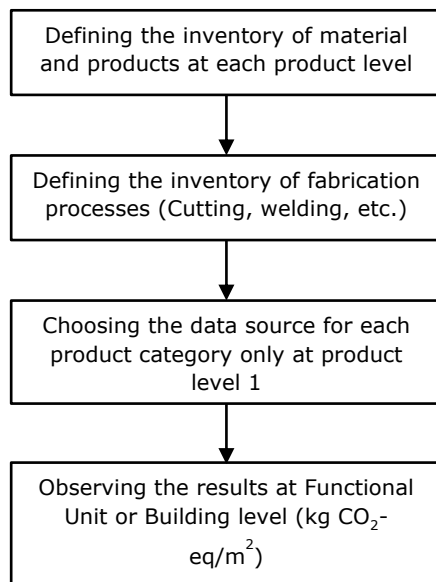 Defining the inventory of material
and products at each product level
Defining the inventory of fabrication
processes (Cutting, welding, etc.)
Choosing the data source for each
product category only at product
level 1
Observing the results at Functional
Unit or Building level (kg CO₂-
eq/m²)